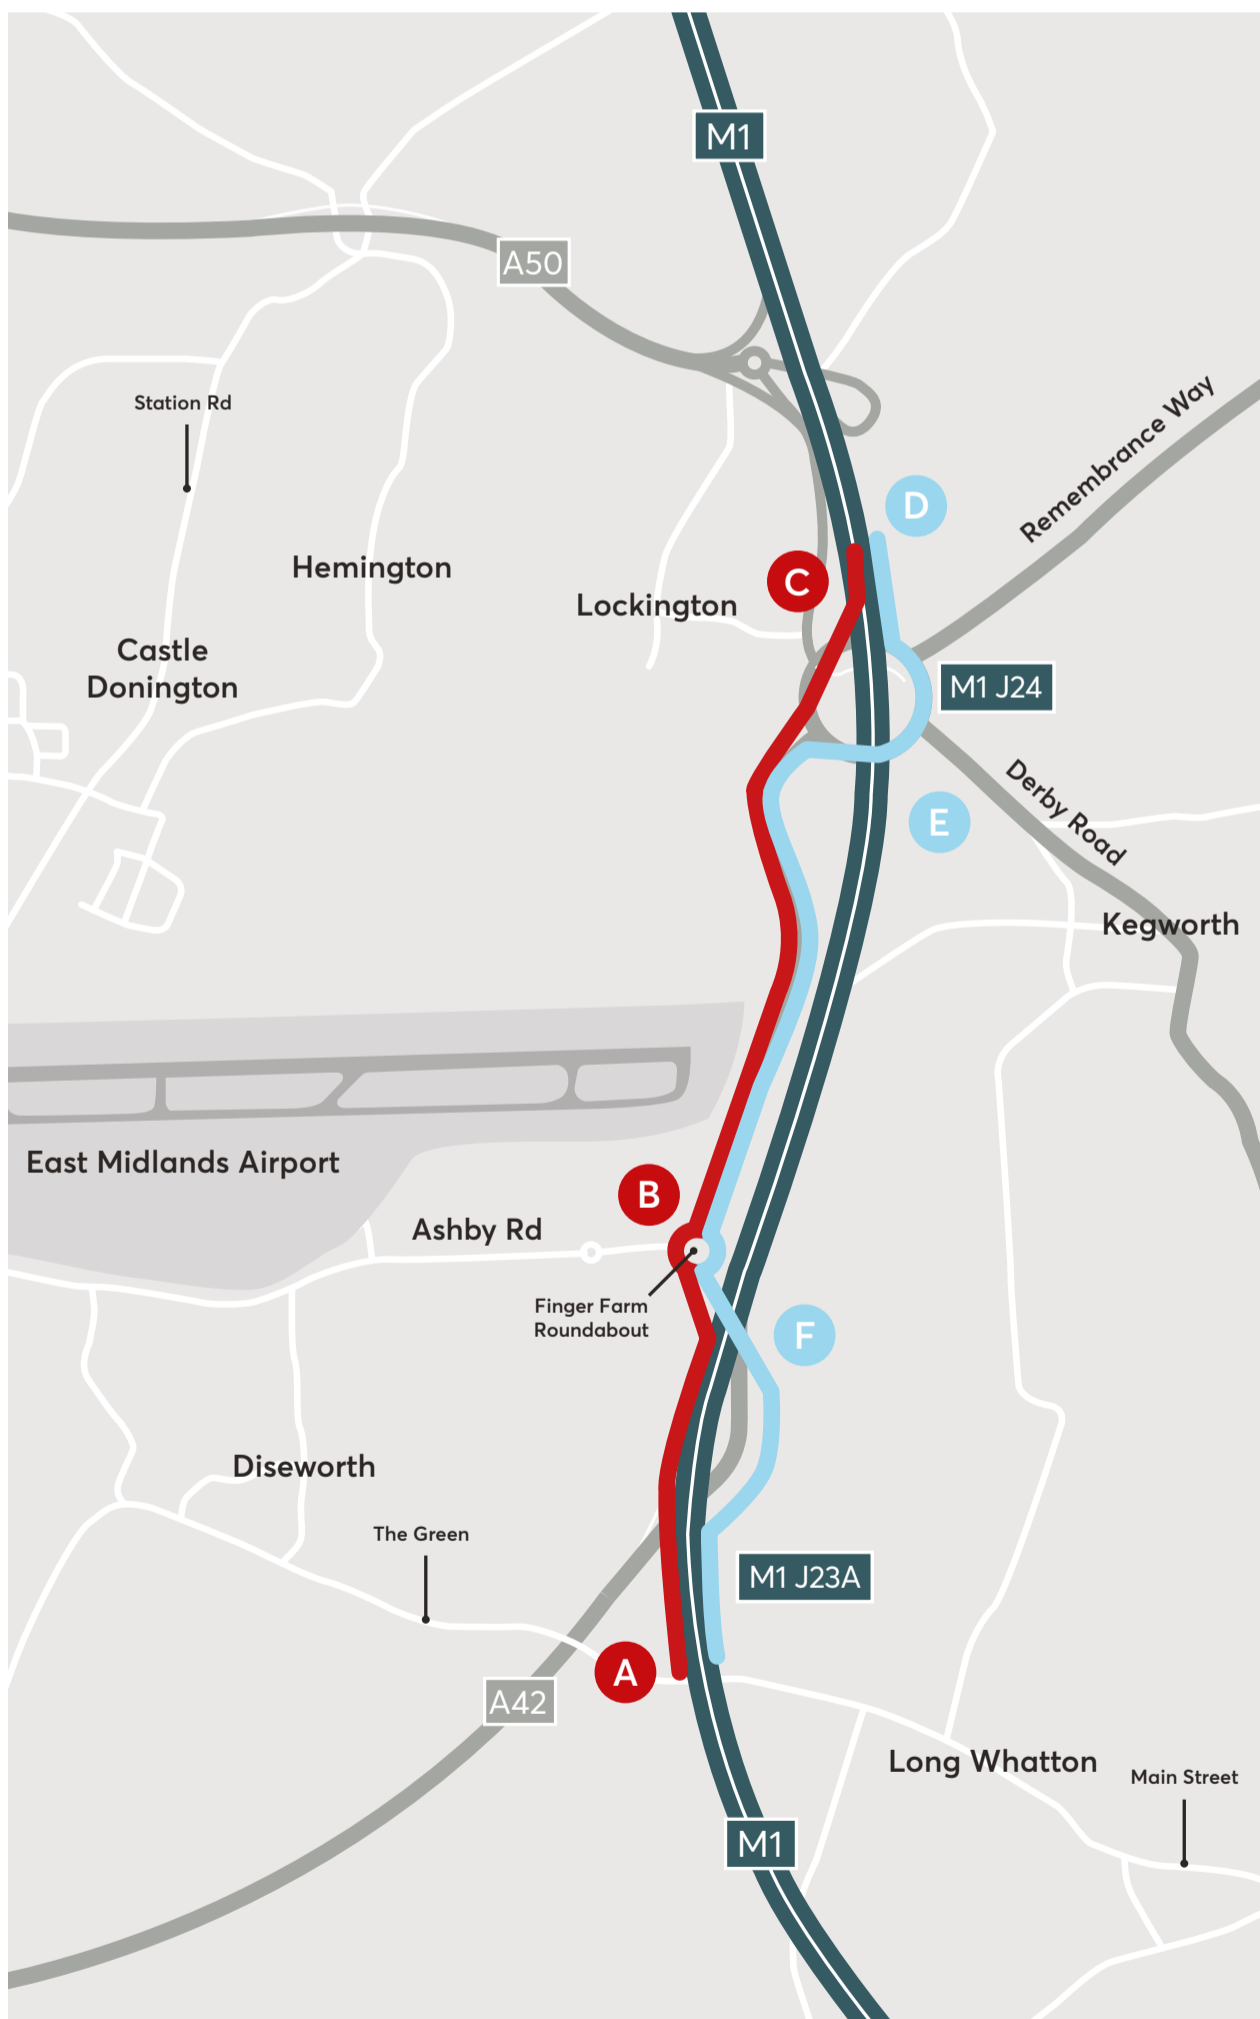 M1
A50
Station Rd
Remembrance Way
D
Hemington
C
Lockington
Castle
Donington
M1 J24
Derby Road
E
Kegworth
East Midlands Airport
B
Ashby Rd
Finger Farm
Roundabout
F
Diseworth
The Green
M1 J23A
A
A42
Long Whatton
Main Street
M1